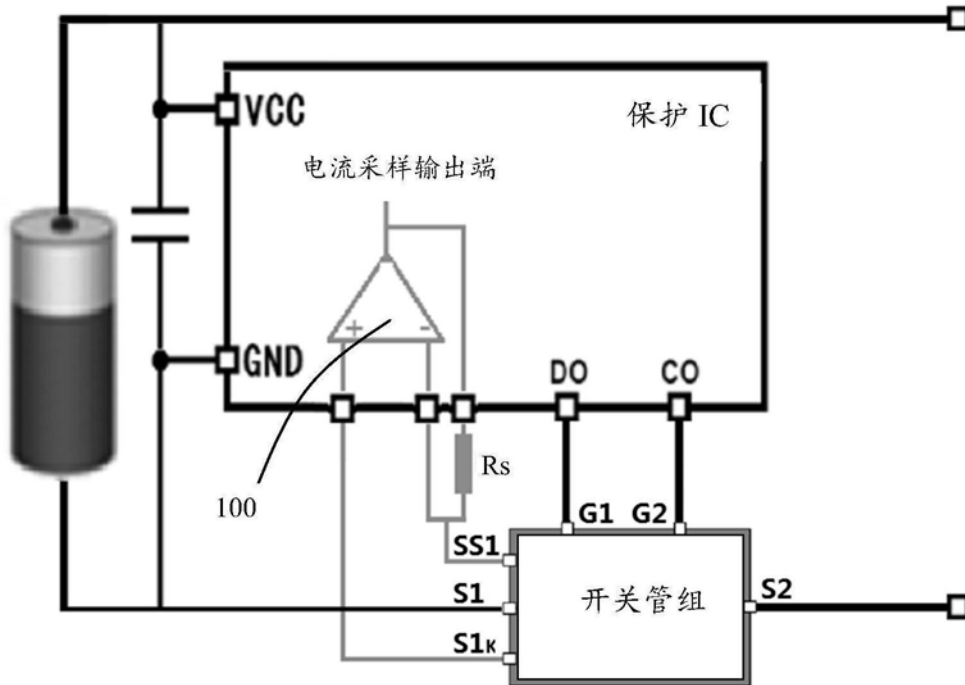 VCC
保护 IC
电流采样输出端
+
-
GND
DO
CO
Rs
100
G1
G2
SS1
S1
开关管组
S2
S1K